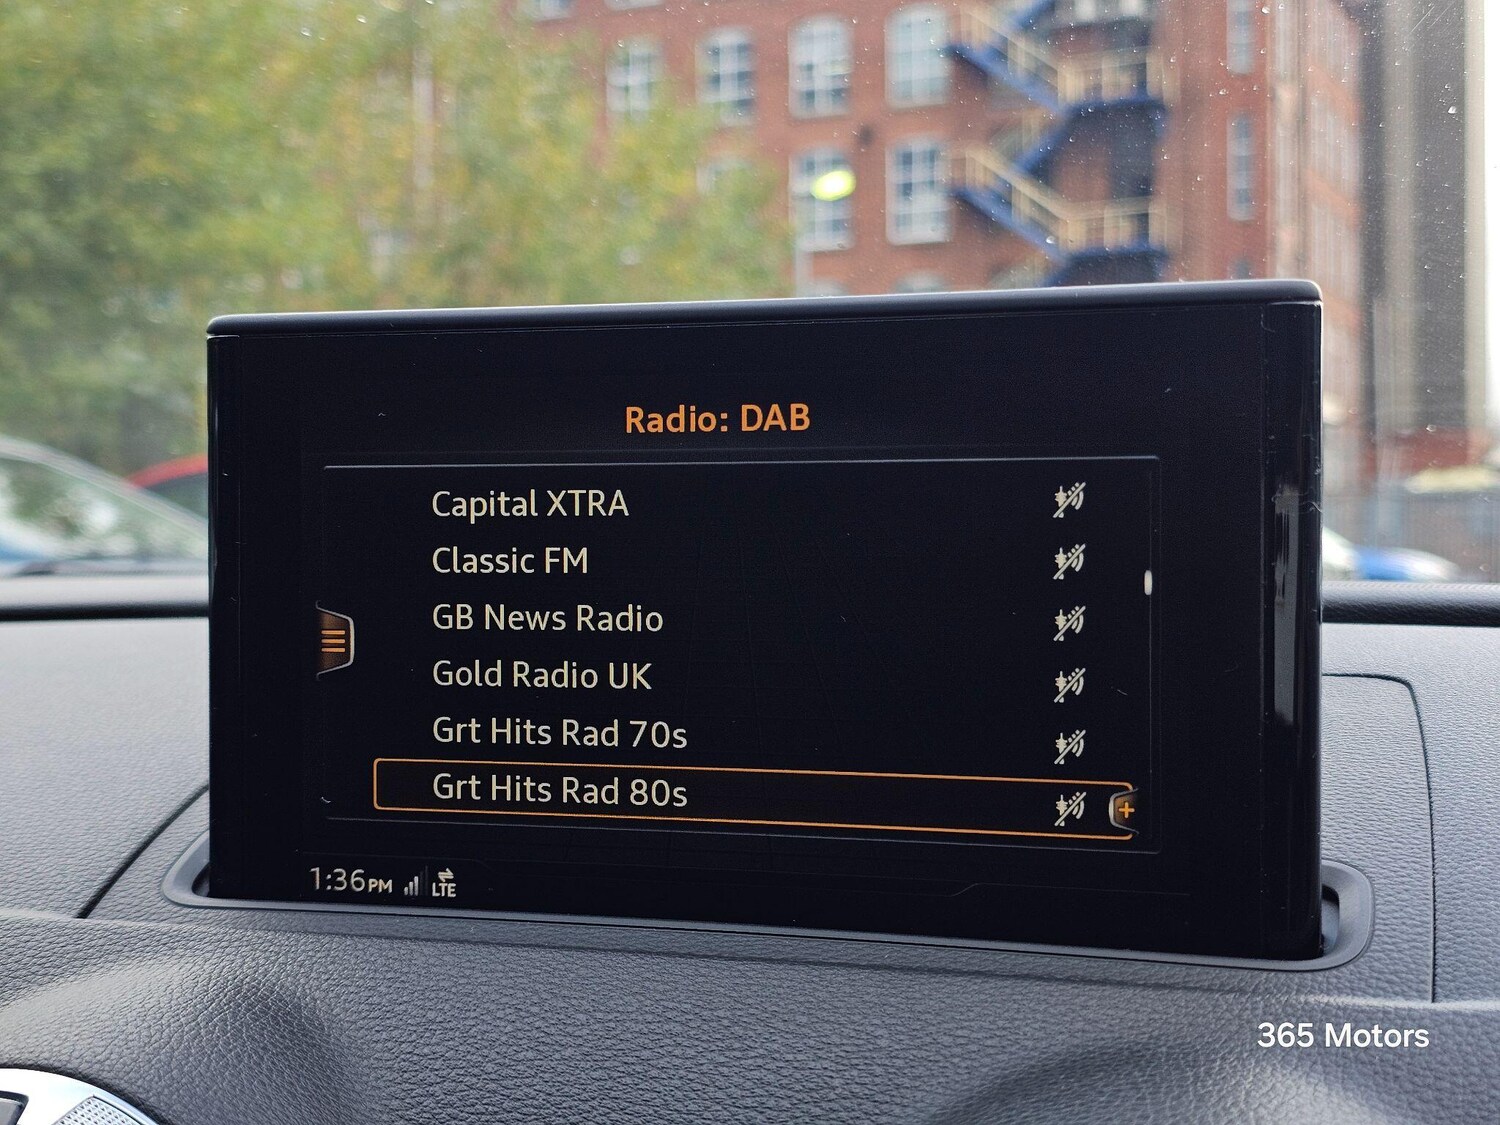 Radio: DAB
Capital XTRA
Classic FM
GB News Radio
Gold Radio UK
Grt Hits Rad 70s
Grt Hits Rad 80s
1:36PM LTE
365 Motors